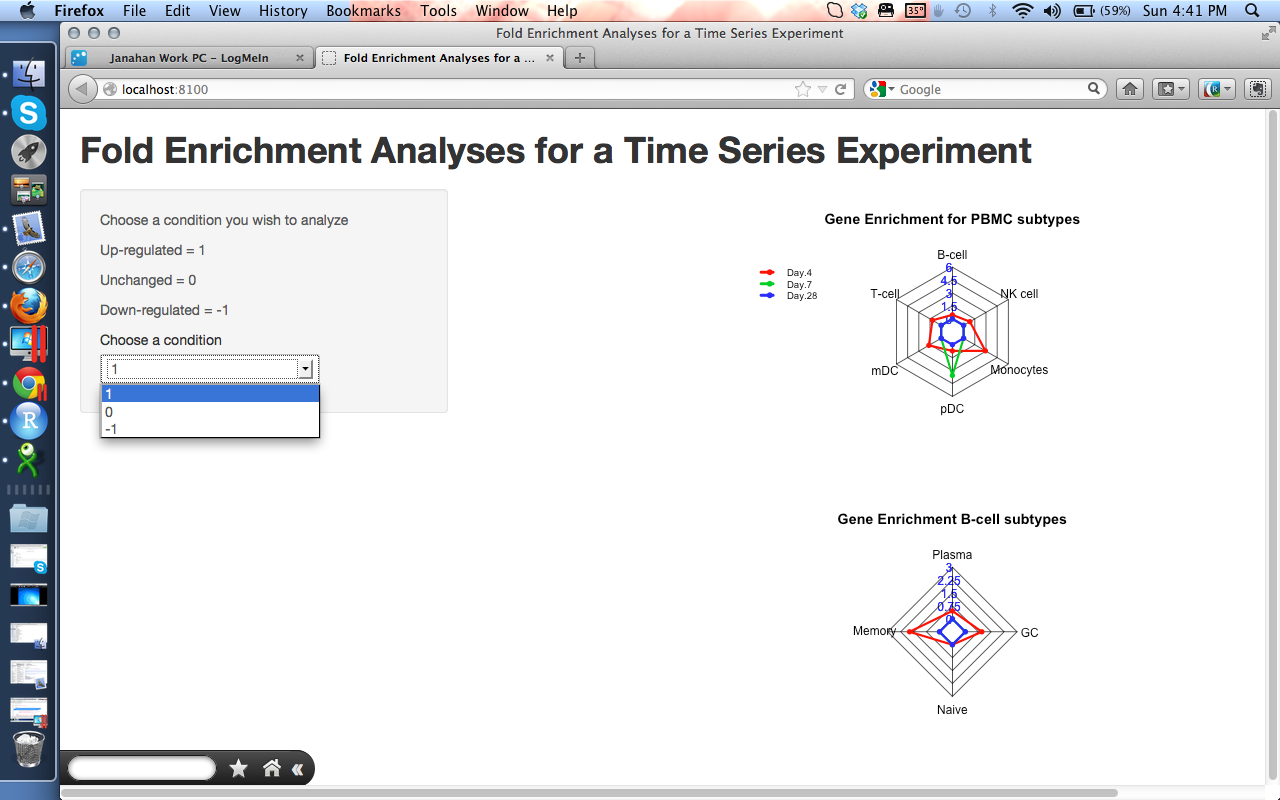 Firefox File Edit View History Bookmarks Tools Window Help 35° (59%) Sun 4:41 PM
Fold Enrichment Analyses for a Time Series Experiment
Janahan Work PC – LogMeIn
Fold Enrichment Analyses for a ...
localhost:8100
Google
Fold Enrichment Analyses for a Time Series Experiment
Choose a condition you wish to analyze
Up-regulated = 1
Unchanged = 0
Down-regulated = -1
Choose a condition
1
1
0
-1
Gene Enrichment for PBMC subtypes
Day.4
Day.7
Day.28
B-cell
6
4.5
3
1.5
0
T-cell
NK cell
mDC
Monocytes
pDC
Gene Enrichment B-cell subtypes
Plasma
3
2.25
1.5
0.75
0
Memory
GC
Naive